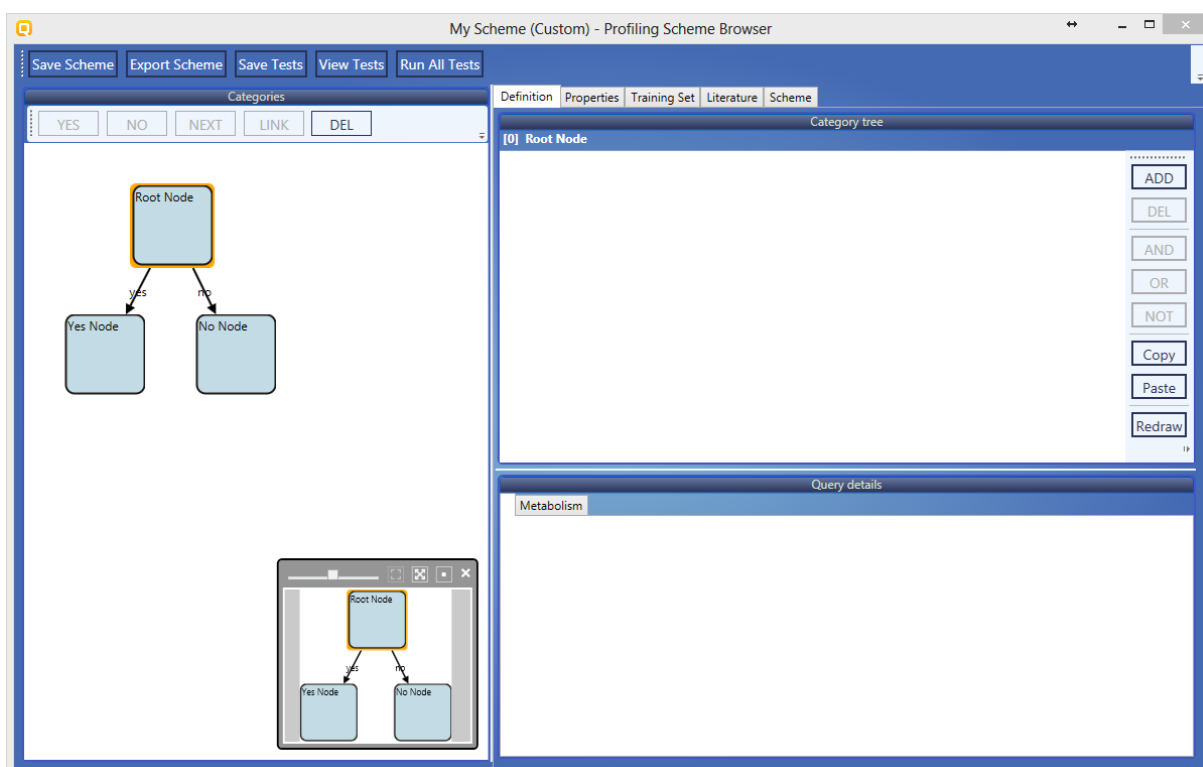 My Scheme (Custom) - Profiling Scheme Browser
Save Scheme Export Scheme Save Tests View Tests Run All Tests
Categories
YES NO NEXT LINK DEL
Root Node
yes no
Yes Node No Node
Root Node
yes no
Yes Node No Node
Definition Properties Training Set Literature Scheme
Category tree
[0] Root Node
ADD
DEL
AND
OR
NOT
Copy
Paste
Redraw
Query details
Metabolism